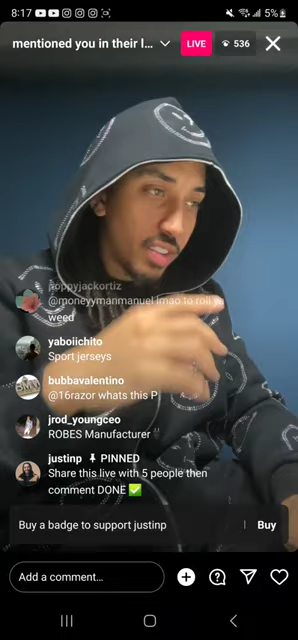 8:17
5%
mentioned you in their l...
LIVE
536
poppyjackortiz
@moneyymanmanuel lmao to roll ya
weed
yaboiichito
Sport jerseys
bubbavalentino
@16razor whats this P
jrod_youngceo
ROBES Manufacturer
justinp PINNED
Share this live with 5 people then
comment DONE ✅
Buy a badge to support justinp
Buy
Add a comment...